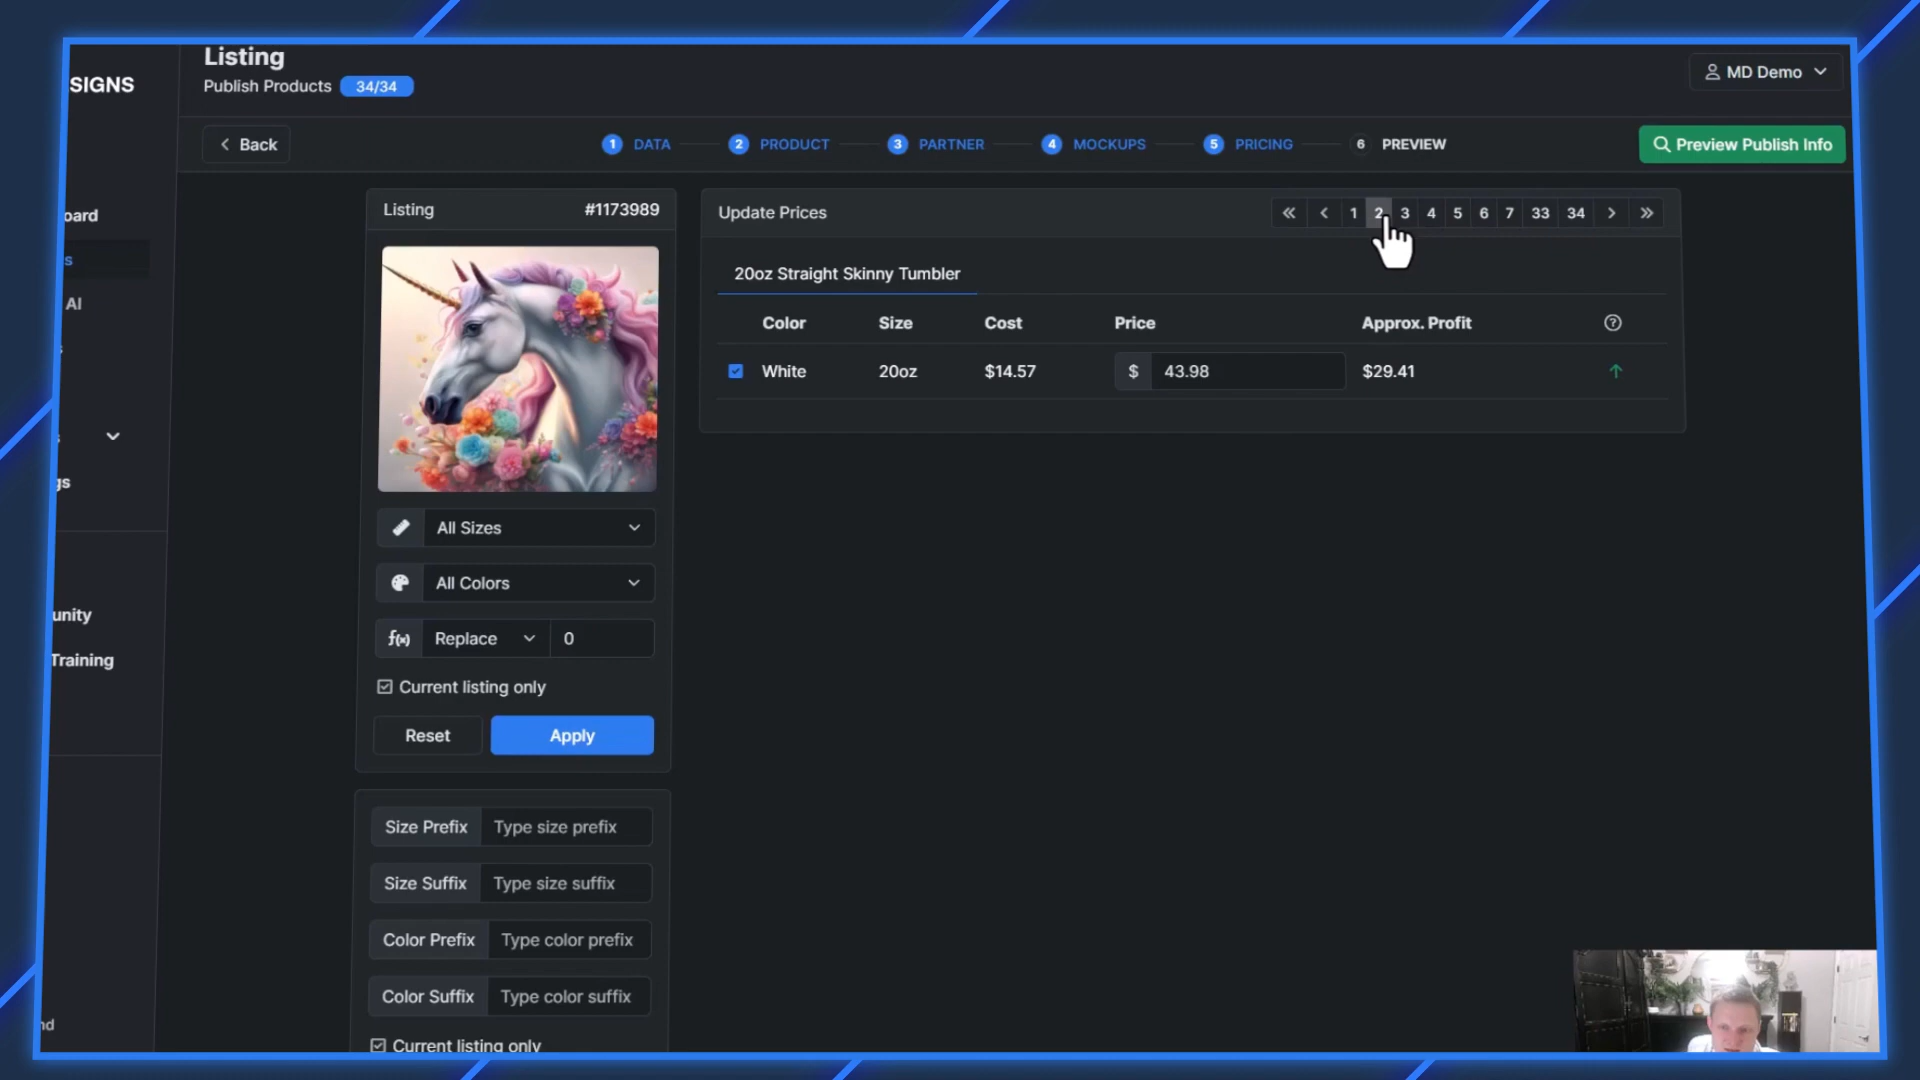 SIGNS
Listing
Publish Products 34/34
MD Demo
Back
1 DATA 2 PRODUCT 3 PARTNER 4 MOCKUPS 5 PRICING 6 PREVIEW
Preview Publish Info
oard
s
AI
s
gs
unity
Training
nd
Listing #1173989
All Sizes
All Colors
f(x) Replace 0
Current listing only
Reset Apply
Size Prefix Type size prefix
Size Suffix Type size suffix
Color Prefix Type color prefix
Color Suffix Type color suffix
Current listing only
Update Prices « ‹ 1 2 3 4 5 6 7 33 34 › »
20oz Straight Skinny Tumbler
Color Size Cost Price Approx. Profit ?
White 20oz $14.57 $ 43.98 $29.41